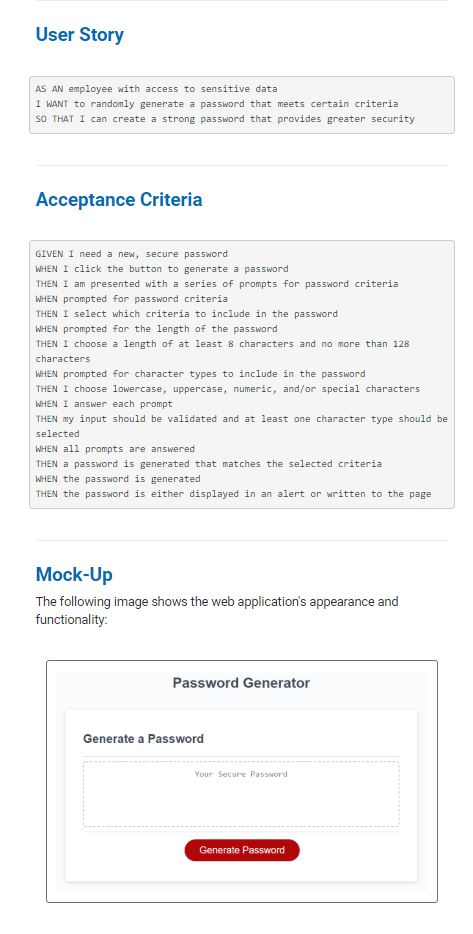 User Story
AS AN employee with access to sensitive data
I WANT to randomly generate a password that meets certain criteria
SO THAT I can create a strong password that provides greater security
Acceptance Criteria
GIVEN I need a new, secure password
WHEN I click the button to generate a password
THEN I am presented with a series of prompts for password criteria
WHEN prompted for password criteria
THEN I select which criteria to include in the password
WHEN prompted for the length of the password
THEN I choose a length of at least 8 characters and no more than 128
characters
WHEN prompted for character types to include in the password
THEN I choose lowercase, uppercase, numeric, and/or special characters
WHEN I answer each prompt
THEN my input should be validated and at least one character type should be
selected
WHEN all prompts are answered
THEN a password is generated that matches the selected criteria
WHEN the password is generated
THEN the password is either displayed in an alert or written to the page
Mock-Up
The following image shows the web application's appearance and
functionality:
Password Generator
Generate a Password
Your Secure Password
Generate Password